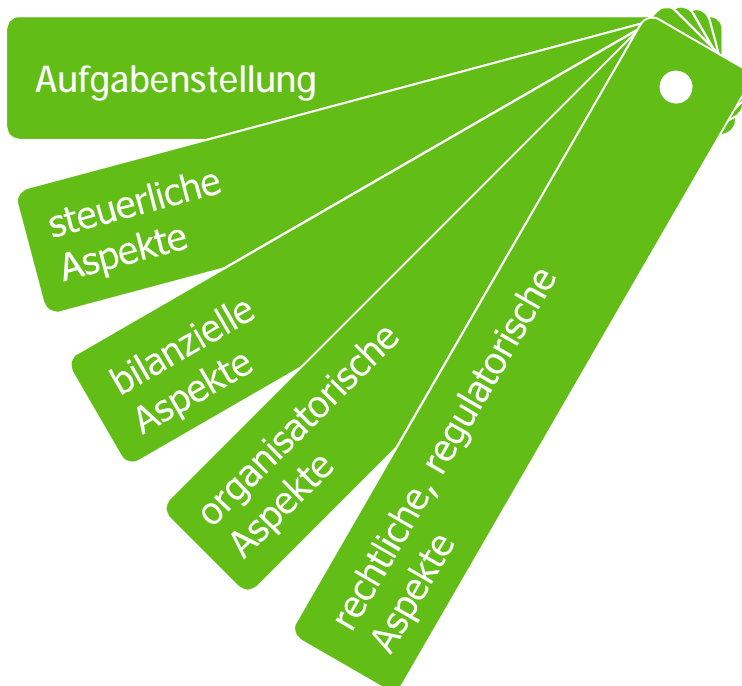 Aufgabenstellung
steuerliche
Aspekte
bilanzielle
Aspekte
organisatorische
Aspekte
rechtliche, regulatorische
Aspekte